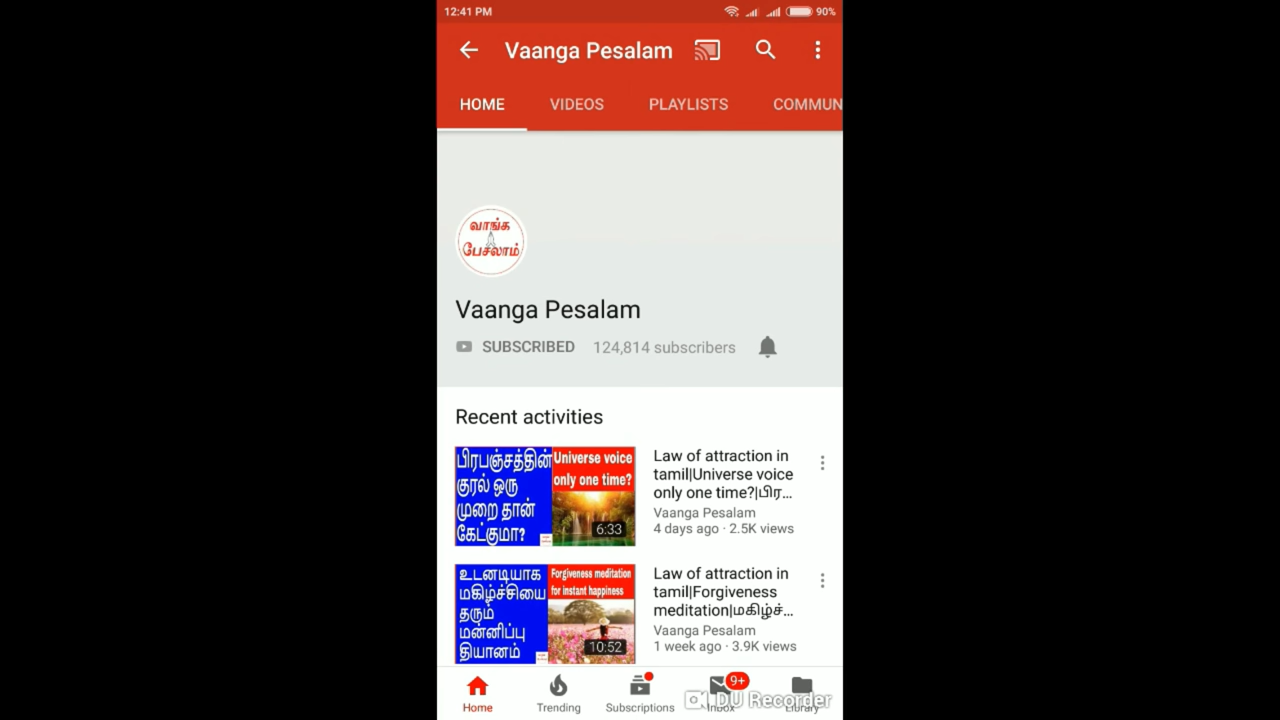 12:41 PM
90%
Vaanga Pesalam
HOME VIDEOS PLAYLISTS COMMUN
வாங்க
பேசலாம்
Vaanga Pesalam
SUBSCRIBED 124,814 subscribers
Recent activities
பிரபஞ்சத்தின்
குரல் ஒரு
முறை தான்
கேட்குமா?
Universe voice
only one time?
6:33
Law of attraction in
tamil|Universe voice
only one time?|பிர...
Vaanga Pesalam
4 days ago · 2.5K views
உடனடியாக
மகிழ்ச்சியை
தரும்
மன்னிப்பு
தியானம்
Forgiveness meditation
for instant happiness
10:52
Law of attraction in
tamil|Forgiveness
meditation|மகிழ்ச்...
Vaanga Pesalam
1 week ago · 3.9K views
9+
Home Trending Subscriptions Inbox Library
DU Recorder